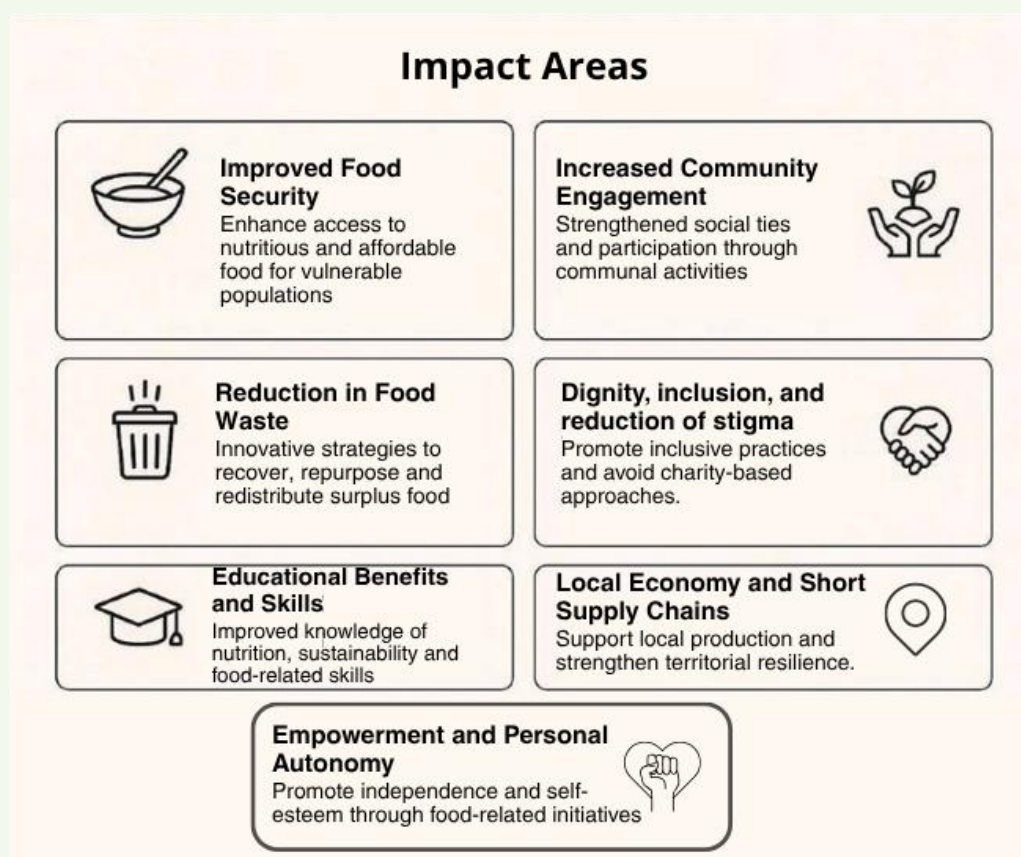 Impact Areas
Improved Food
Security
Enhance access to
nutritious and affordable
food for vulnerable
populations
Increased Community
Engagement
Strengthened social ties
and participation through
communal activities
Reduction in Food
Waste
Innovative strategies to
recover, repurpose and
redistribute surplus food
Dignity, inclusion, and
reduction of stigma
Promote inclusive practices
and avoid charity-based
approaches.
Educational Benefits
and Skills
Improved knowledge of
nutrition, sustainability and
food-related skills
Local Economy and Short
Supply Chains
Support local production and
strengthen territorial resilience.
Empowerment and Personal
Autonomy
Promote independence and self-
esteem through food-related initiatives